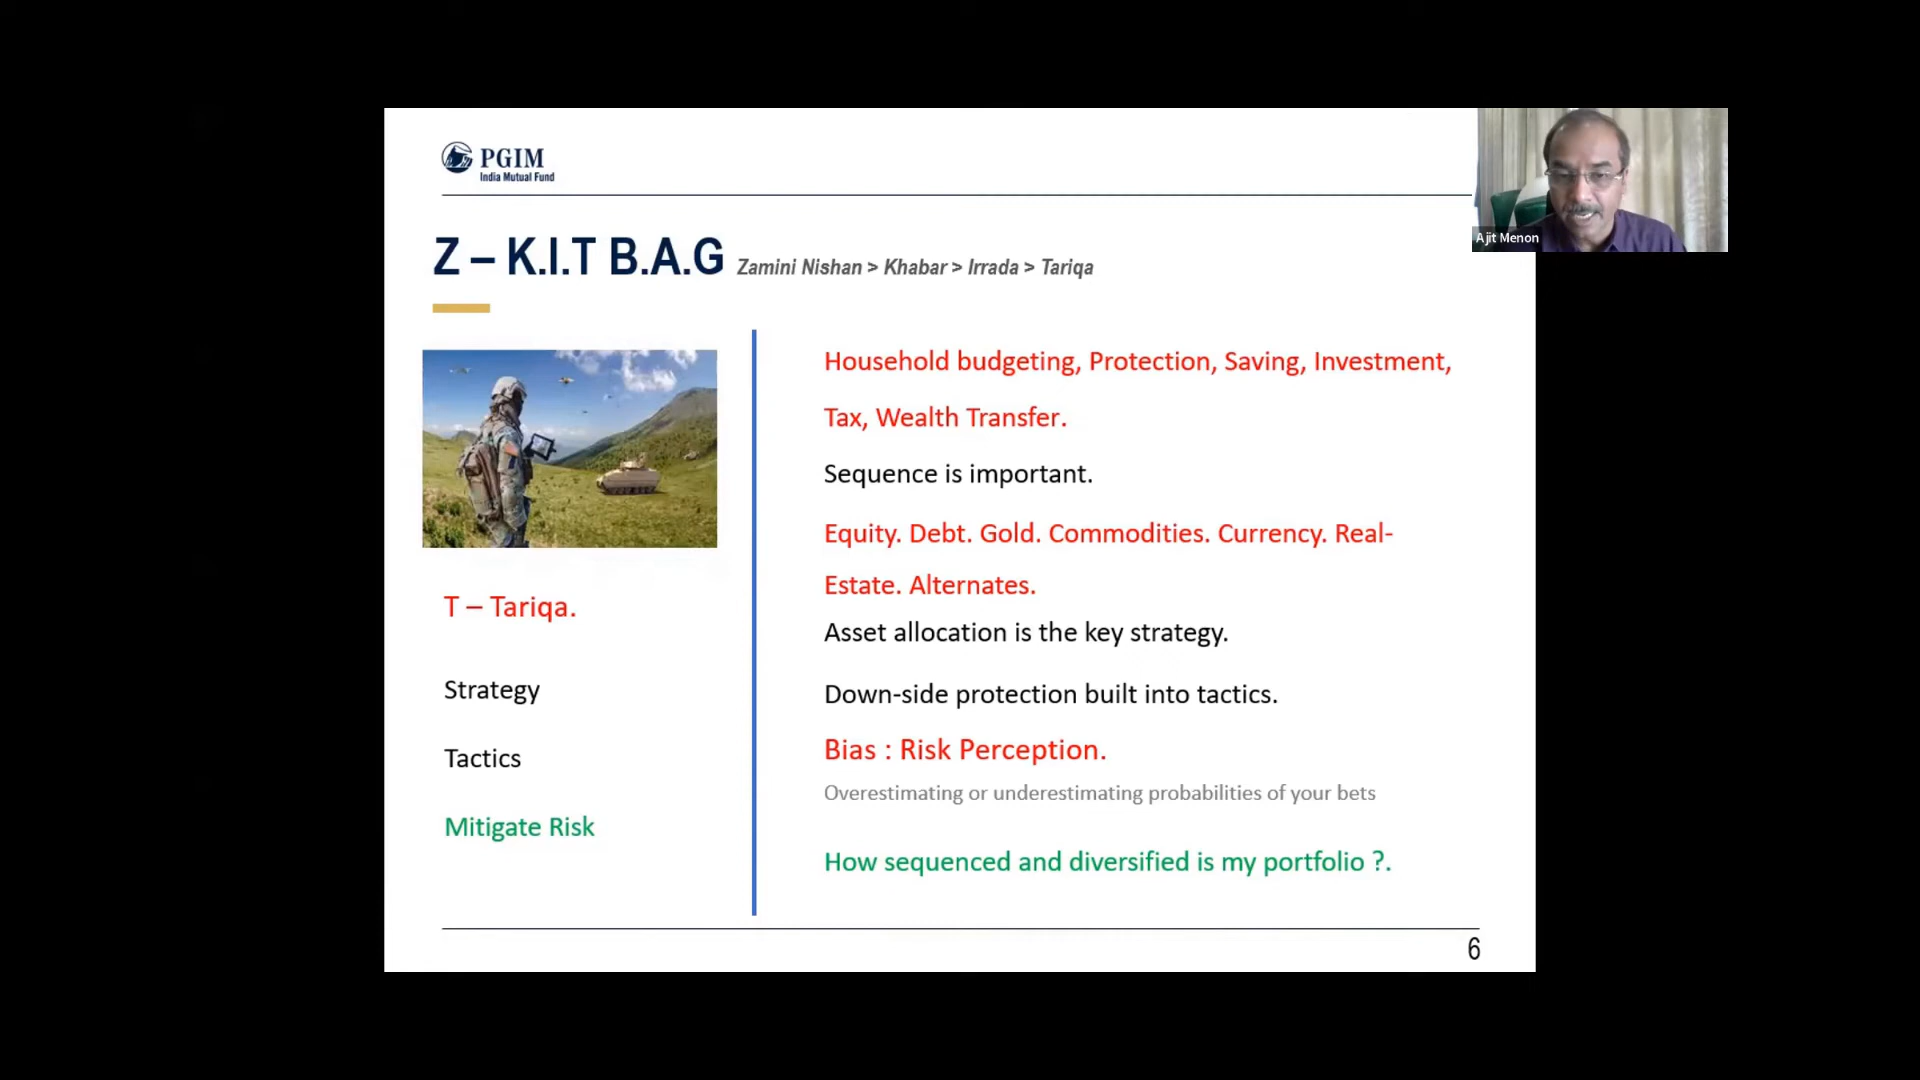 PGIM
India Mutual Fund
Ajit Menon
Z – K.I.T B.A.G Zamini Nishan > Khabar > Irrada > Tariqa
T – Tariqa.
Strategy
Tactics
Mitigate Risk
Household budgeting, Protection, Saving, Investment,
Tax, Wealth Transfer.
Sequence is important.
Equity. Debt. Gold. Commodities. Currency. Real-
Estate. Alternates.
Asset allocation is the key strategy.
Down-side protection built into tactics.
Bias : Risk Perception.
Overestimating or underestimating probabilities of your bets
How sequenced and diversified is my portfolio ?.
6